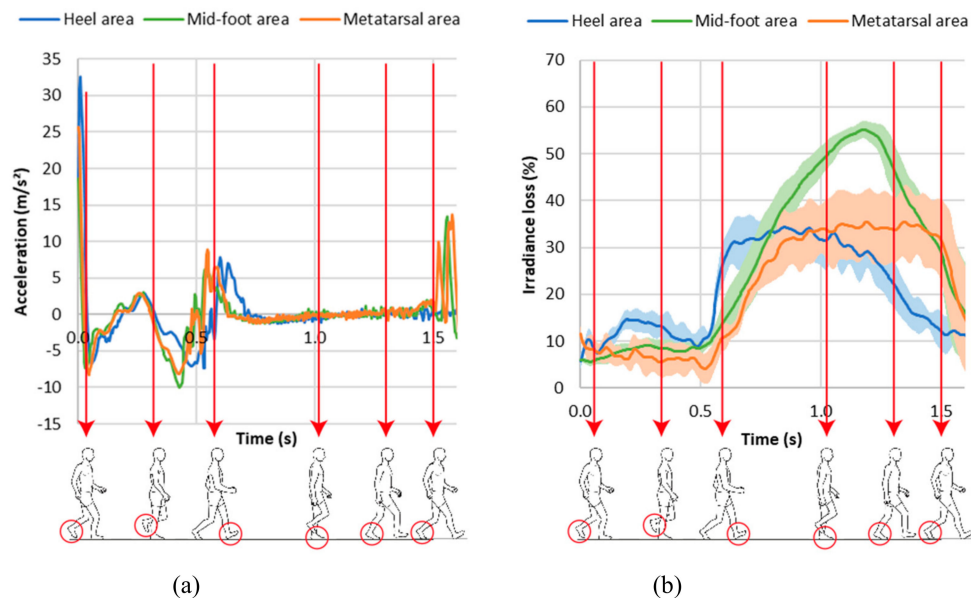 Heel area Mid-foot area Metatarsal area
Acceleration (m/s²)
35
30
25
20
15
10
5
0
-5
-10
-15
0.0 0.5 1.0 1.5
Time (s)
(a)
Heel area Mid-foot area Metatarsal area
Irradiance loss (%)
70
60
50
40
30
20
10
0
0.0 0.5 1.0 1.5
Time (s)
(b)